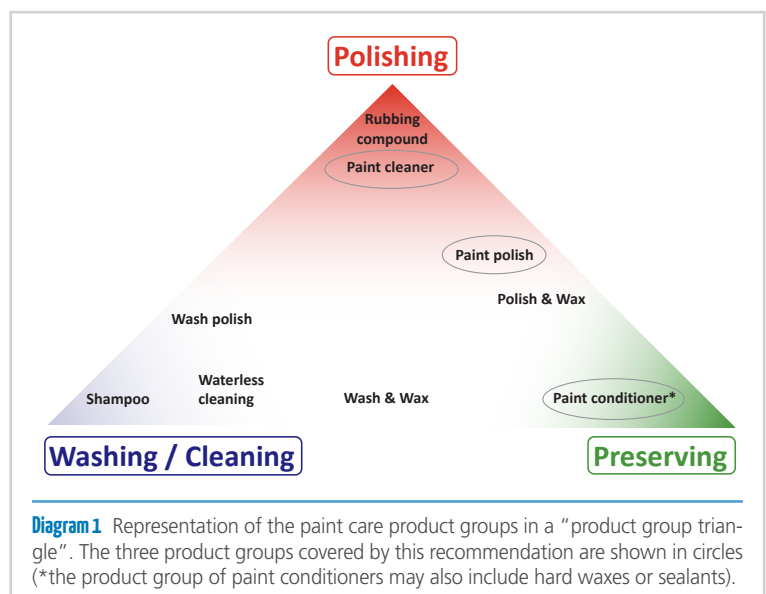 Polishing
Rubbing
compound
Paint cleaner
Paint polish
Polish & Wax
Wash polish
Waterless
cleaning
Shampoo
Wash & Wax
Paint conditioner*
Washing / Cleaning
Preserving
Diagram 1 Representation of the paint care product groups in a “product group trian-
gle”. The three product groups covered by this recommendation are shown in circles
(*the product group of paint conditioners may also include hard waxes or sealants).